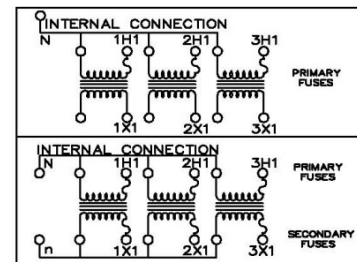 INTERNAL CONNECTION
N 1H1 2H1 3H1
PRIMARY
FUSES
1X1 2X1 3X1
INTERNAL CONNECTION
N 1H1 2H1 3H1
PRIMARY
FUSES
n 1X1 2X1 3X1
SECONDARY
FUSES